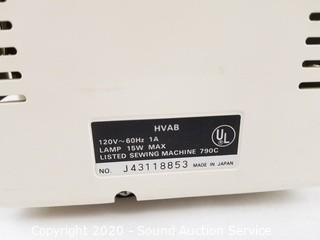 HVAB
120V~60Hz 1A
LAMP 15W MAX
LISTED SEWING MACHINE 790C
UL
NO. J43118853 MADE IN JAPAN
Copyright © 2020 - Sound Auction Service